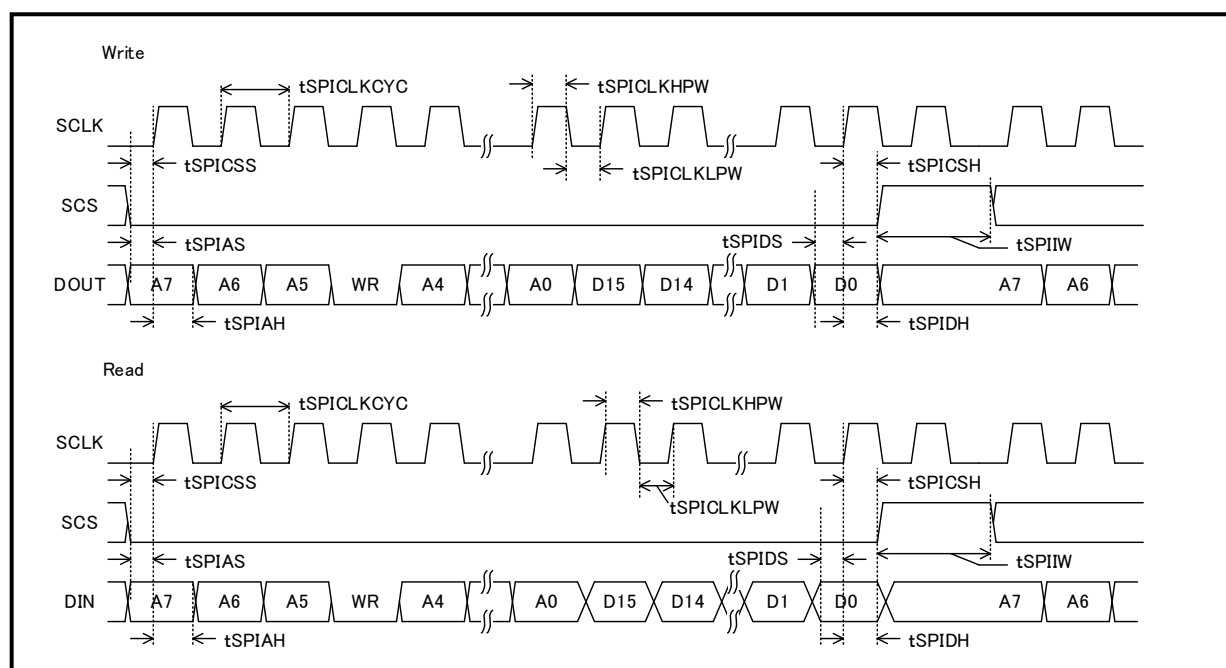 Write
tSPICLKCYC
tSPICLKHPW
SCLK
tSPICSS
tSPICLKLPW
tSPICSH
SCS
tSPIAS
tSPIDS
tSPIIW
DOUT A7 A6 A5 WR A4 A0 D15 D14 D1 D0 A7 A6
tSPIAH
tSPIDH
Read
tSPICLKCYC
tSPICLKHPW
SCLK
tSPICSS
tSPICLKLPW
tSPICSH
SCS
tSPIAS
tSPIDS
tSPIIW
DIN A7 A6 A5 WR A4 A0 D15 D14 D1 D0 A7 A6
tSPIAH
tSPIDH